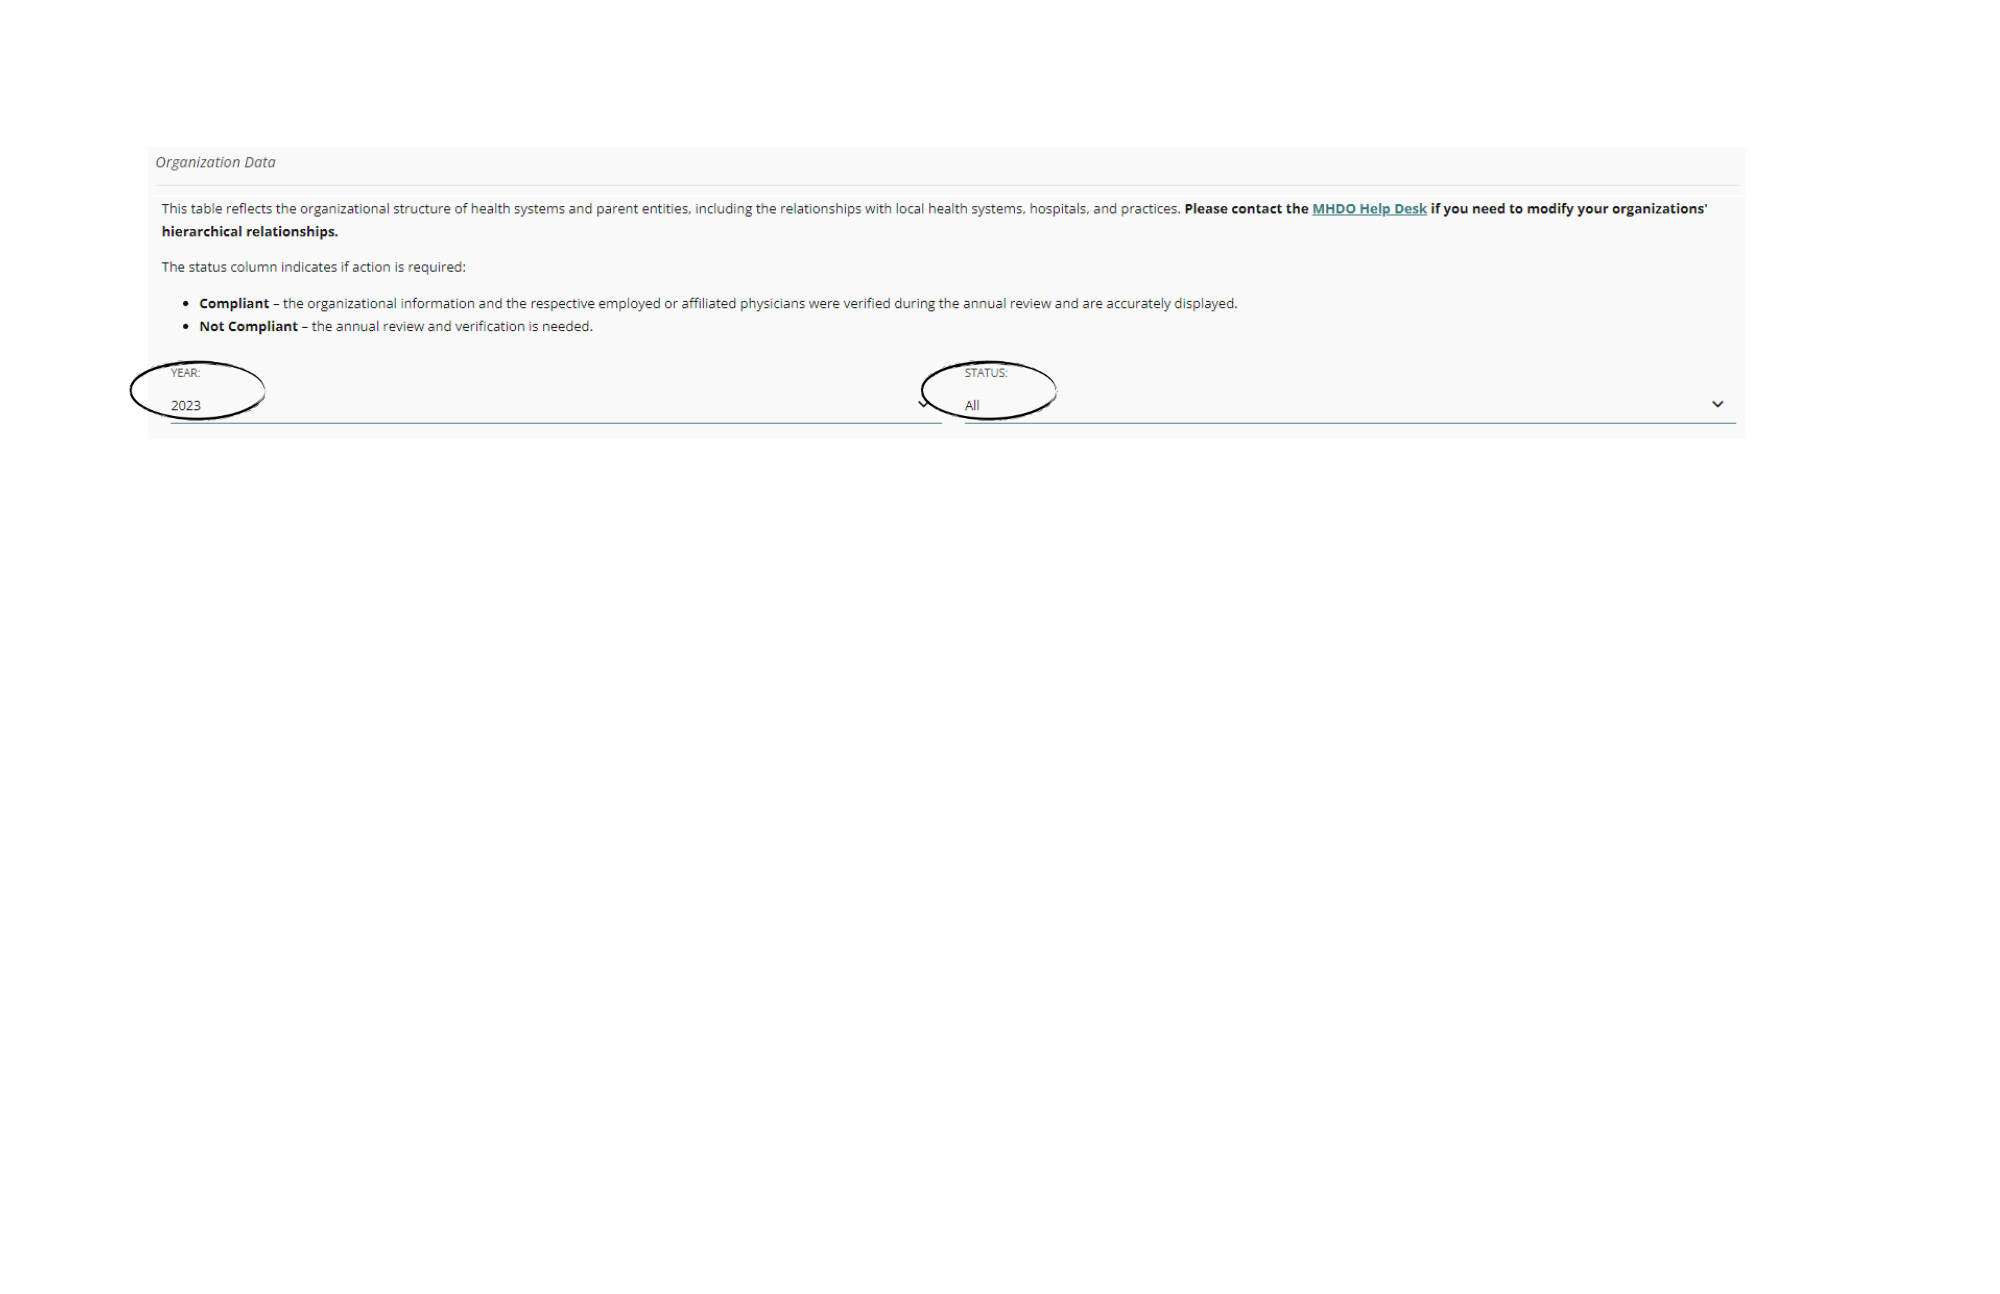 Organization Data
This table reflects the organizational structure of health systems and parent entities, including the relationships with local health systems, hospitals, and practices. Please contact the MHDO Help Desk if you need to modify your organizations'
hierarchical relationships.
The status column indicates if action is required:
• Compliant – the organizational information and the respective employed or affiliated physicians were verified during the annual review and are accurately displayed.
• Not Compliant – the annual review and verification is needed.
YEAR:
2023
STATUS:
All